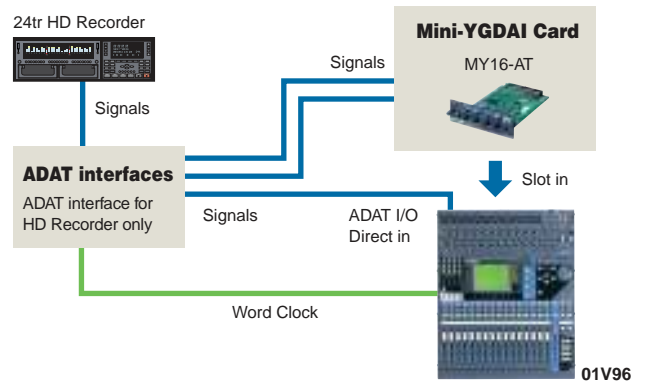 24tr HD Recorder
Mini-YGDAI Card
MY16-AT
Signals
Signals
Slot in
ADAT interfaces
ADAT interface for
HD Recorder only
Signals
ADAT I/O
Direct in
Word Clock
01V96